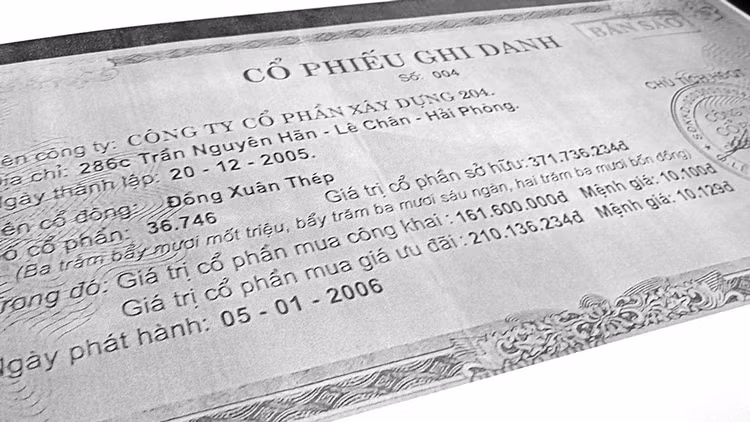 BẢN SAO
CỔ PHIẾU GHI DANH
Số: 004
CHỦ TỊCH
ên công ty: CÔNG TY CỔ PHẦN XÂY DỰNG 204.
ịa chỉ: 286c Trần Nguyên Hãn - Lê Chân - Hải Phòng.
gày thành lập: 20 - 12 - 2005.
ên cổ đông: Đồng Xuân Thép
ố cổ phần: 36.746 Giá trị cổ phần sở hữu:371.736.234đ
(Ba trăm bẩy mươi mốt triệu, bẩy trăm ba mươi sáu ngàn, hai trăm ba mươi bốn đồng)
rong đó: Giá trị cổ phần mua công khai :161.600.000đ Mệnh giá: 10.100đ
Giá trị cổ phần mua giá ưu đãi : 210.136.234đ Mệnh giá: 10.129đ
Ngày phát hành: 05 - 01 - 2006